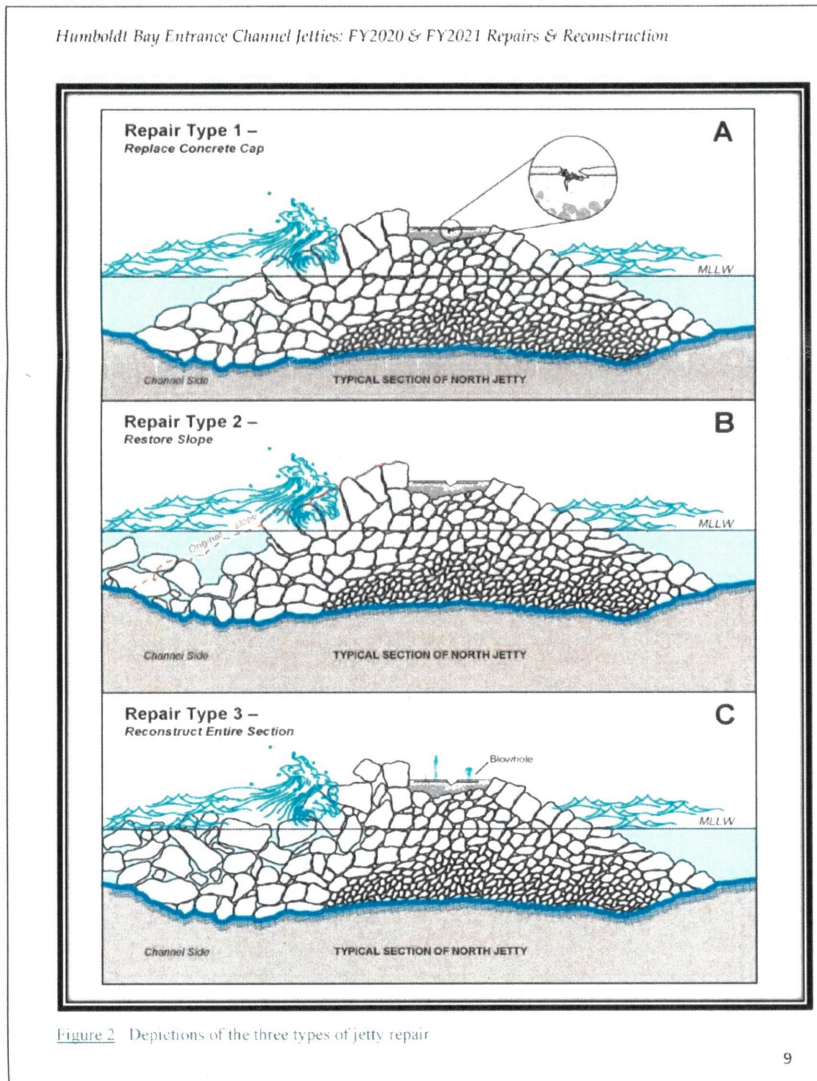 Humboldt Bay Entrance Channel Jetties: FY2020 & FY2021 Repairs & Reconstruction
Repair Type 1 –
Replace Concrete Cap
A
MLLW
Channel Side
TYPICAL SECTION OF NORTH JETTY
Repair Type 2 –
Restore Slope
B
Original Slope
MLLW
Channel Side
TYPICAL SECTION OF NORTH JETTY
Repair Type 3 –
Reconstruct Entire Section
C
Blowhole
MLLW
Channel Side
TYPICAL SECTION OF NORTH JETTY
Figure 2 Depictions of the three types of jetty repair
9